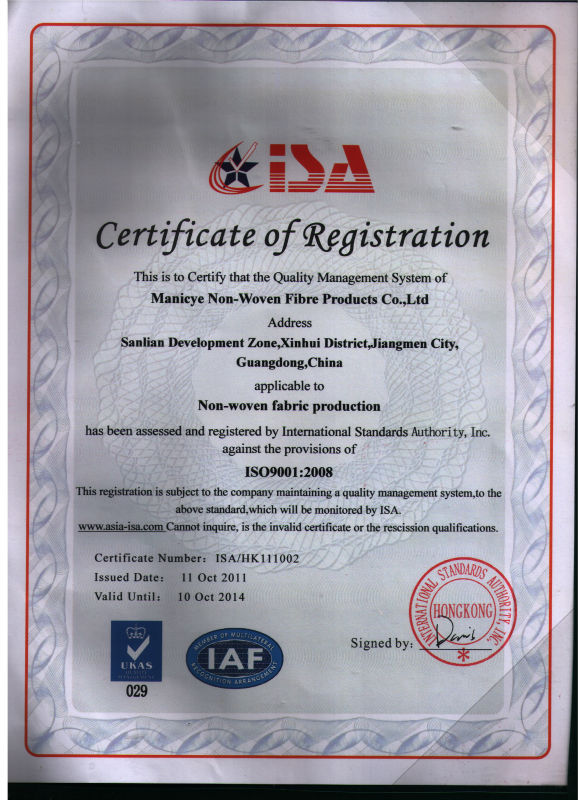 ISA
Certificate of Registration
This is to Certify that the Quality Management System of
Manicye Non-Woven Fibre Products Co.,Ltd
Address
Sanlian Development Zone,Xinhui District,Jiangmen City,
Guangdong,China
applicable to
Non-woven fabric production
has been assessed and registered by International Standards Authority, Inc.
against the provisions of
ISO9001:2008
This registration is subject to the company maintaining a quality management system,to the
above standard,which will be monitored by ISA.
www.asia-isa.com Cannot inquire, is the invalid certificate or the rescission qualifications.
Certificate Number: ISA/HK111002
Issued Date: 11 Oct 2011
Valid Until: 10 Oct 2014
INTERNATIONAL STANDARDS AUTHORITY, INC.
HONGKONG
Signed by:
UKAS
QUALITY
MANAGEMENT
029
MEMBER OF MULTILATERAL
IAF
RECOGNITION ARRANGEMENT